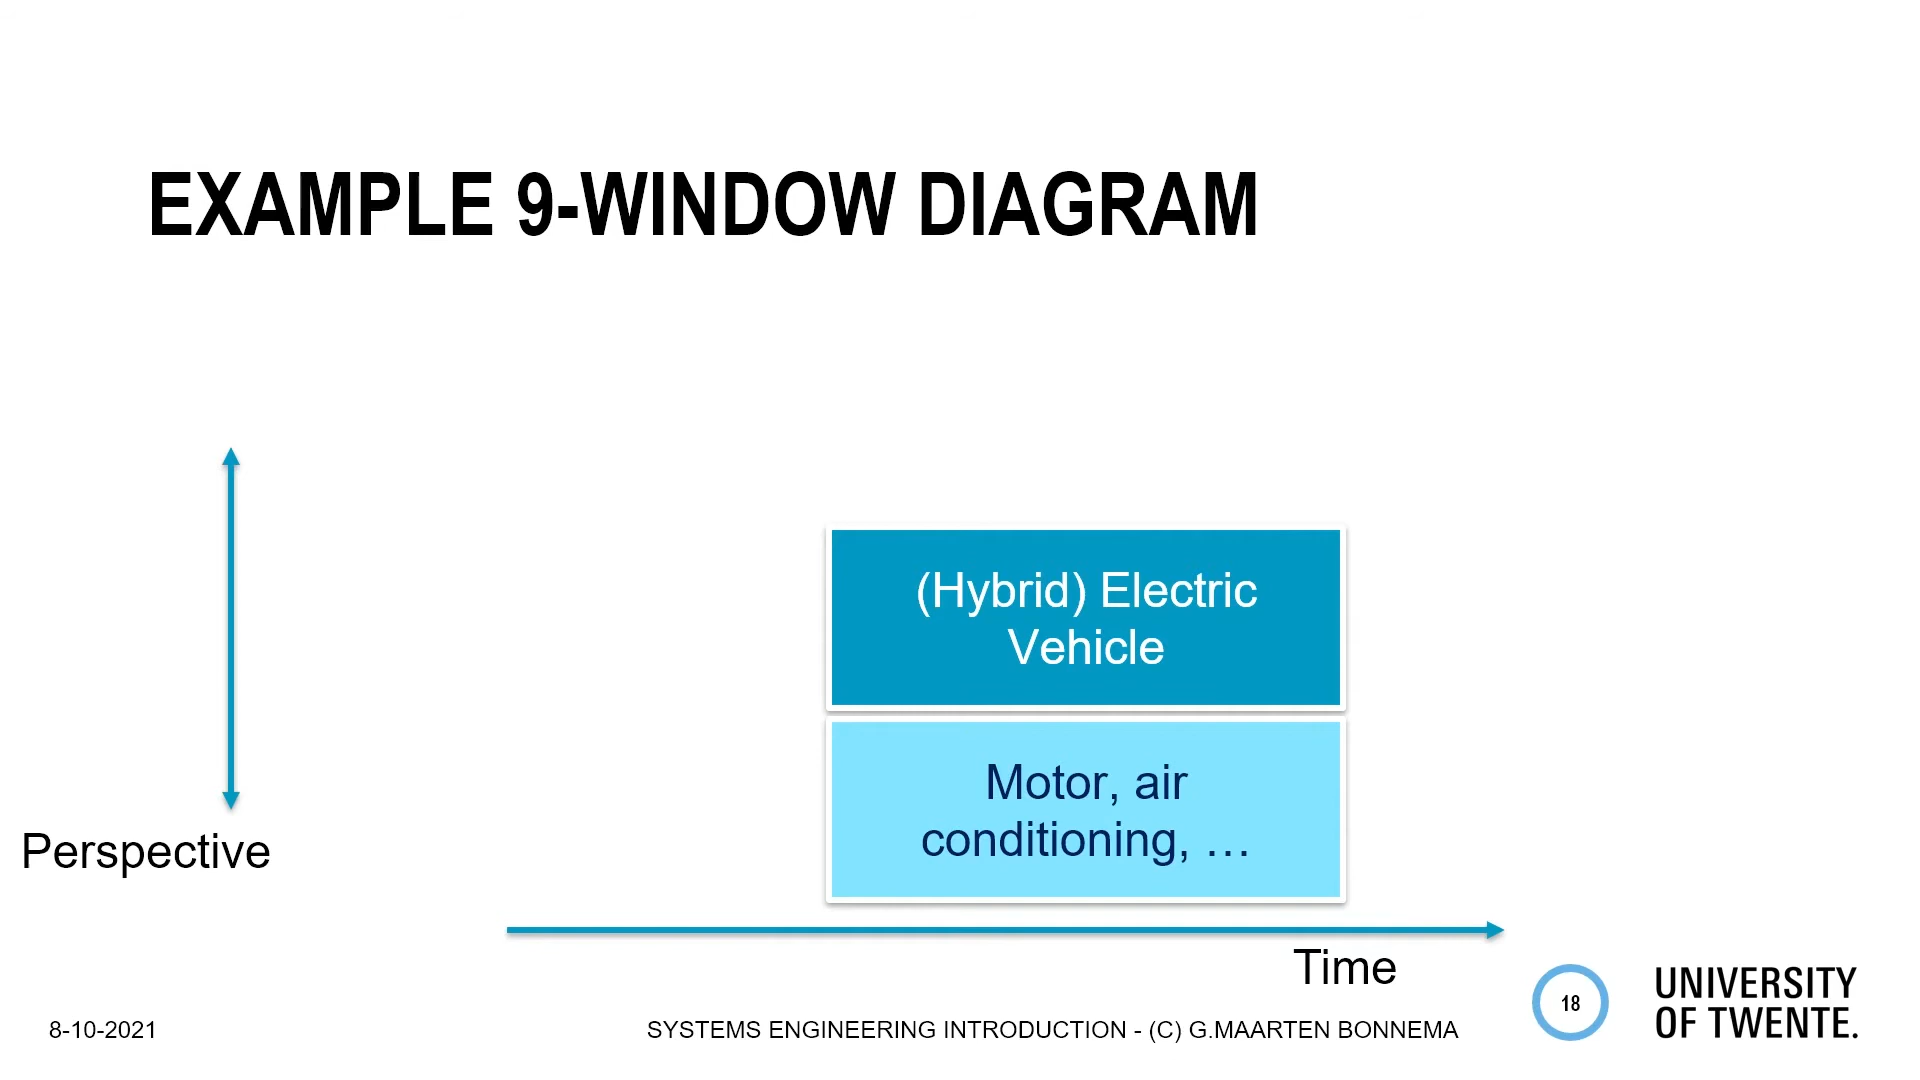 EXAMPLE 9-WINDOW DIAGRAM
(Hybrid) Electric
Vehicle
Motor, air
conditioning, …
Perspective
Time
8-10-2021
SYSTEMS ENGINEERING INTRODUCTION - (C) G.MAARTEN BONNEMA
18
UNIVERSITY
OF TWENTE.